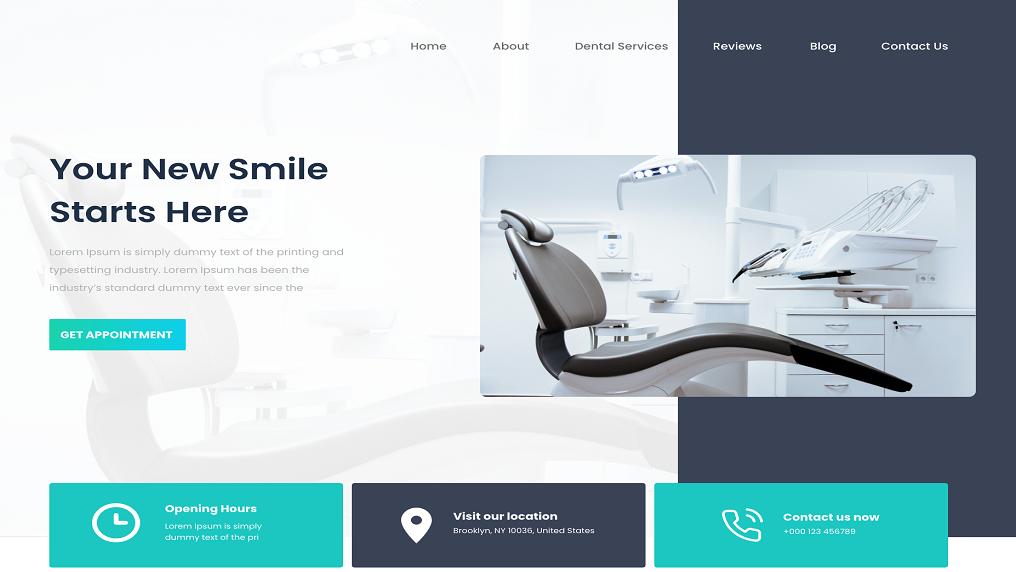 Home About Dental Services Reviews Blog Contact Us
Your New Smile
Starts Here
Lorem Ipsum is simply dummy text of the printing and
typesetting industry. Lorem Ipsum has been the
industry's standard dummy text ever since the
GET APPOINTMENT
Opening Hours
Lorem Ipsum is simply
dummy text of the pri
Visit our location
Brooklyn, NY 10036, United States
Contact us now
+000 123 456789